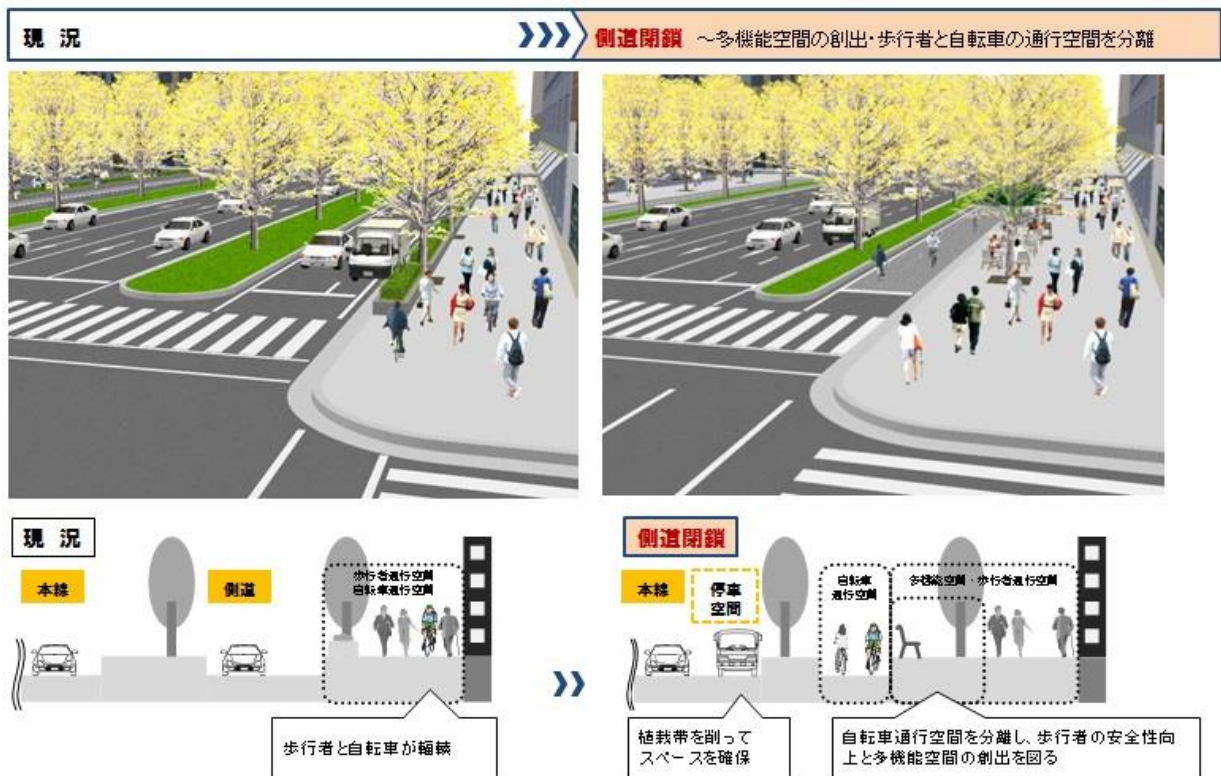 現況
側道閉鎖 ～多機能空間の創出・歩行者と自転車の通行空間を分離
現況
本線
側道
歩行者通行空間
自転車通行空間
歩行者と自転車が輻輳
側道閉鎖
本線
停車
空間
自転車
通行空間
多機能空間・歩行者通行空間
植栽帯を削って
スペースを確保
自転車通行空間を分離し、歩行者の安全性向
上と多機能空間の創出を図る